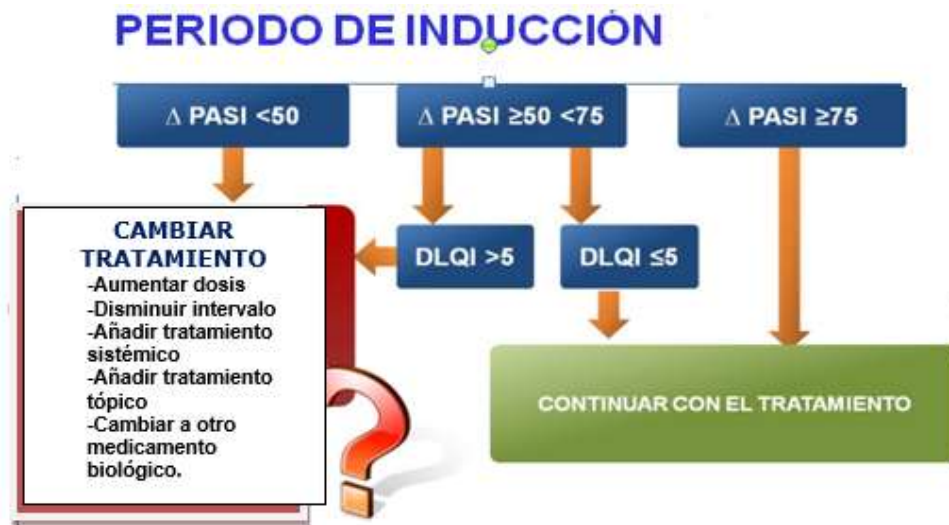 PERIODO DE INDUCCIÓN
Δ PASI <50
Δ PASI ≥50 <75
Δ PASI ≥75
DLQI >5
DLQI ≤5
CAMBIAR
TRATAMIENTO
-Aumentar dosis
-Disminuir intervalo
-Añadir tratamiento
sistémico
-Añadir tratamiento
tópico
-Cambiar a otro
medicamento
biológico.
CONTINUAR CON EL TRATAMIENTO
?